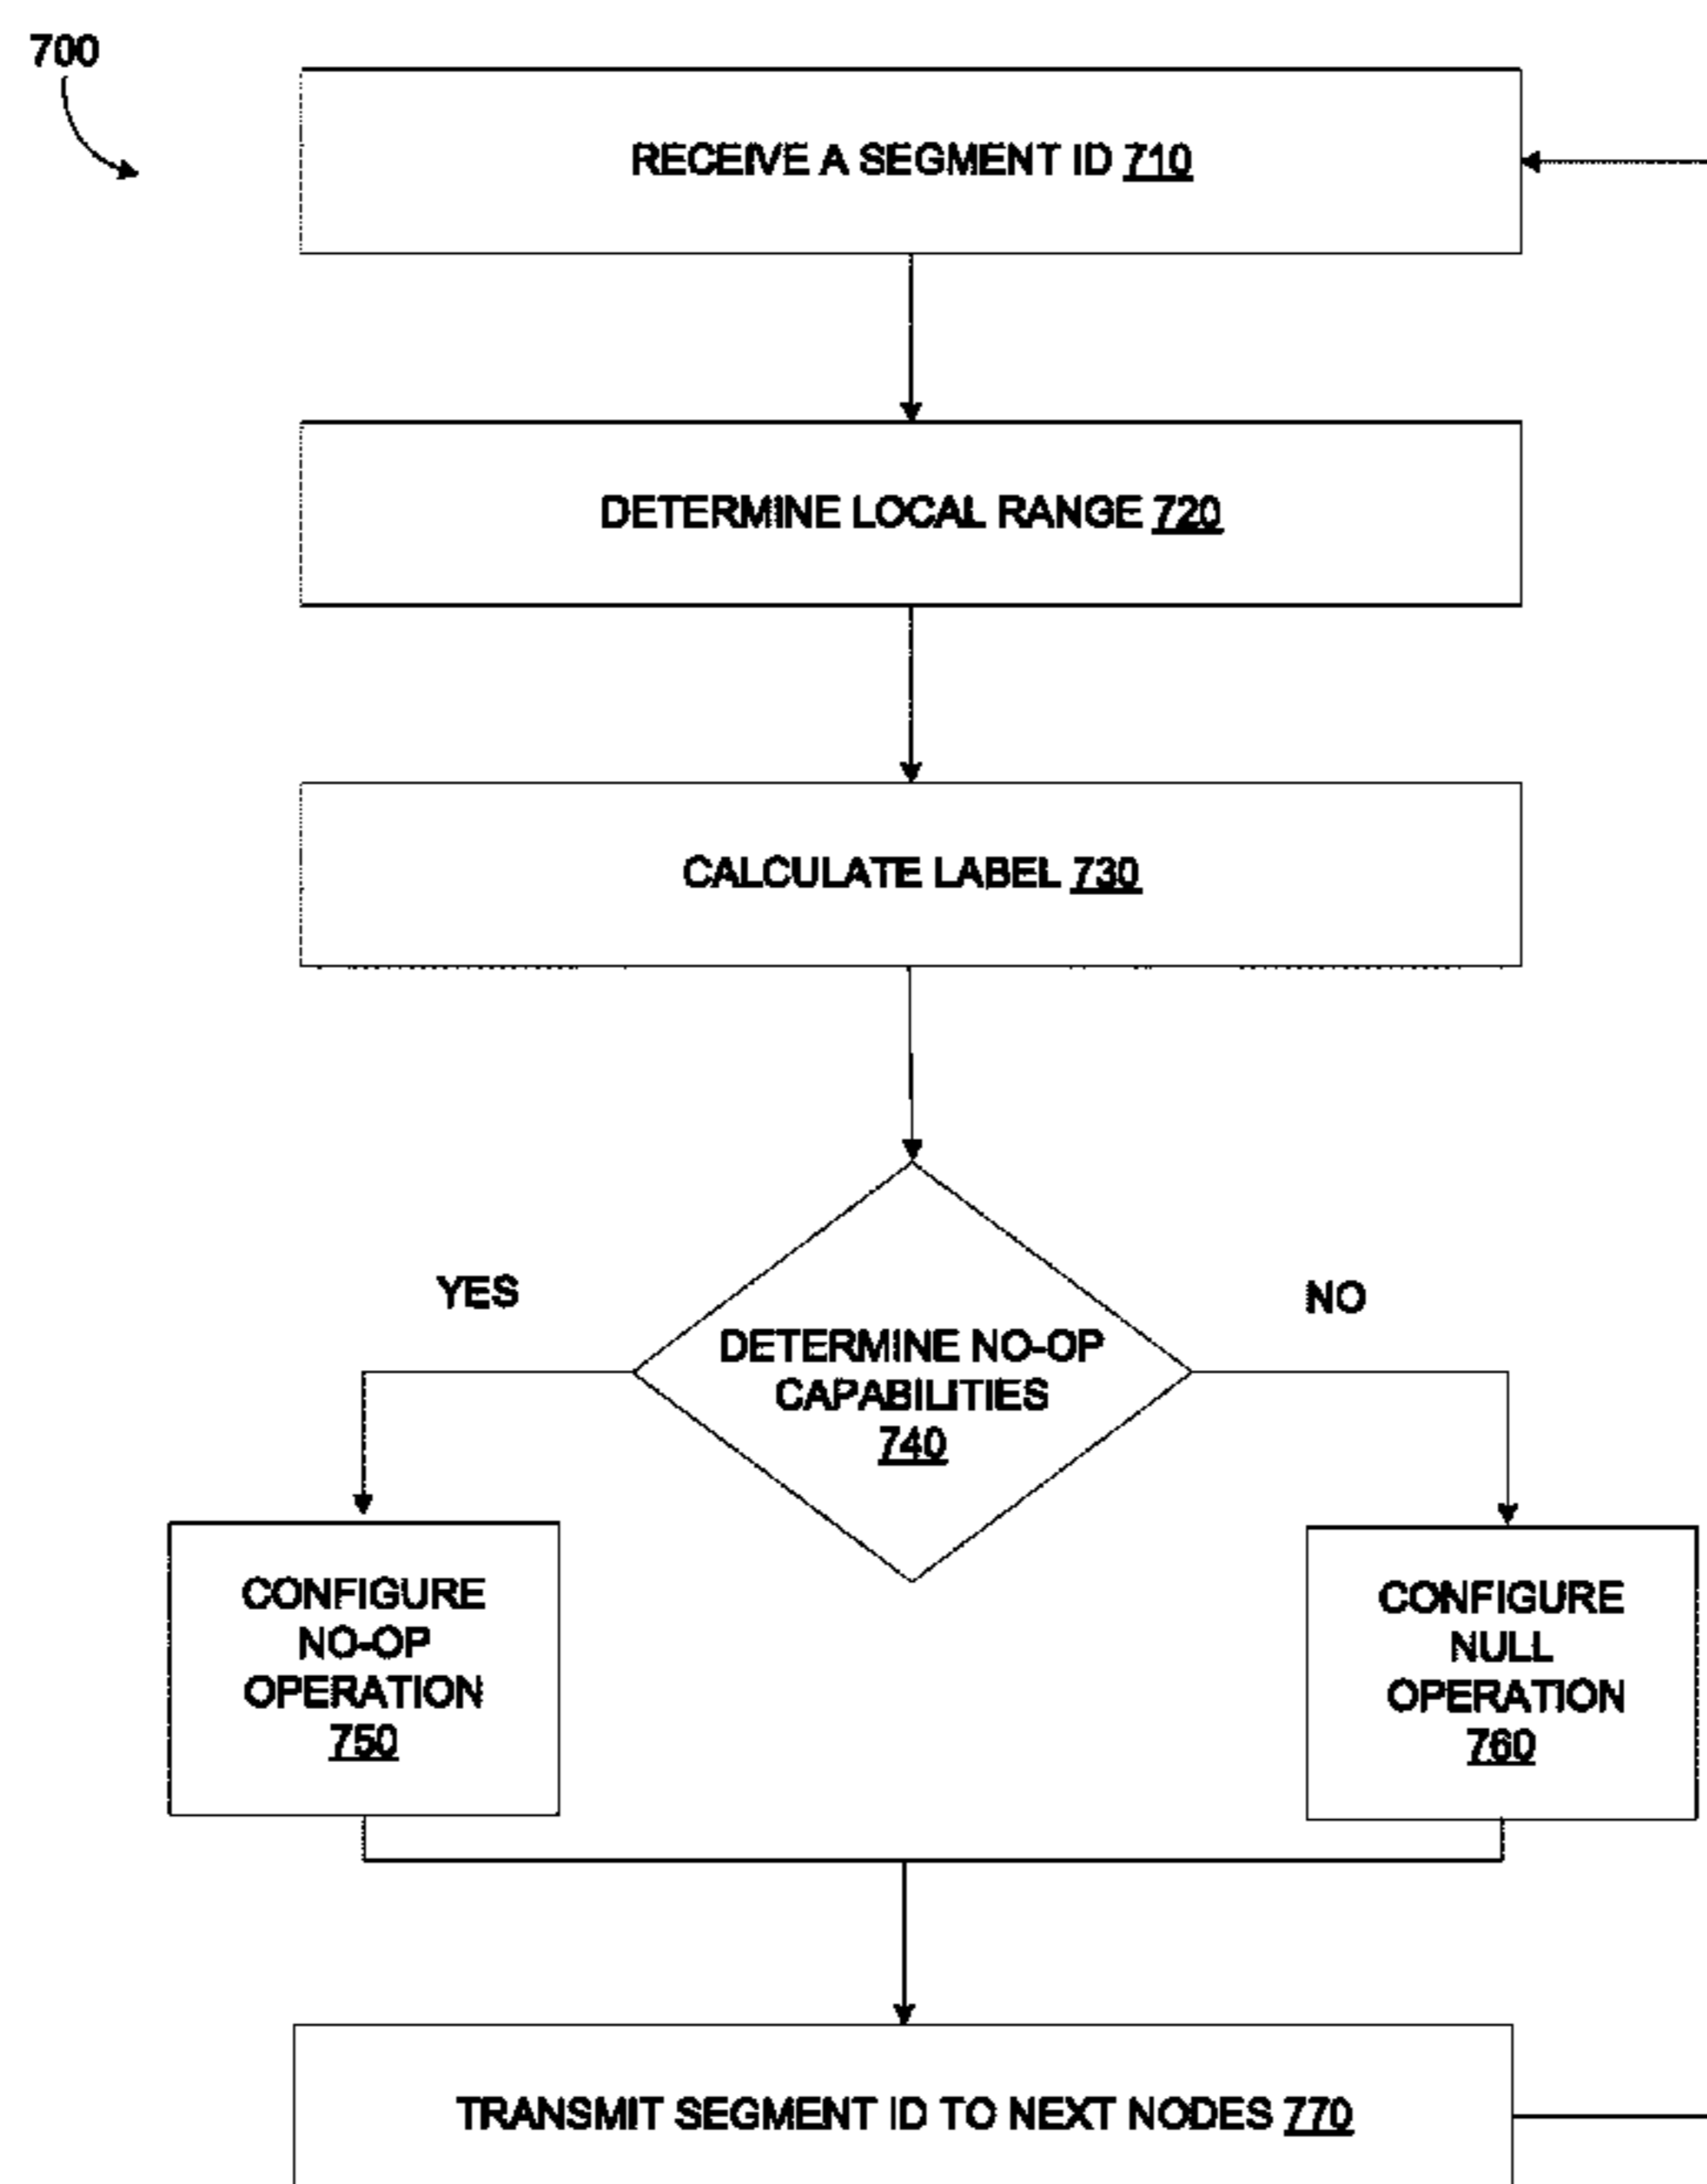 700
RECEIVE A SEGMENT ID 710
DETERMINE LOCAL RANGE 720
CALCULATE LABEL 730
YES
NO
DETERMINE NO-OP
CAPABILITIES
740
CONFIGURE
NO-OP
OPERATION
750
CONFIGURE
NULL
OPERATION
760
TRANSMIT SEGMENT ID TO NEXT NODES 770